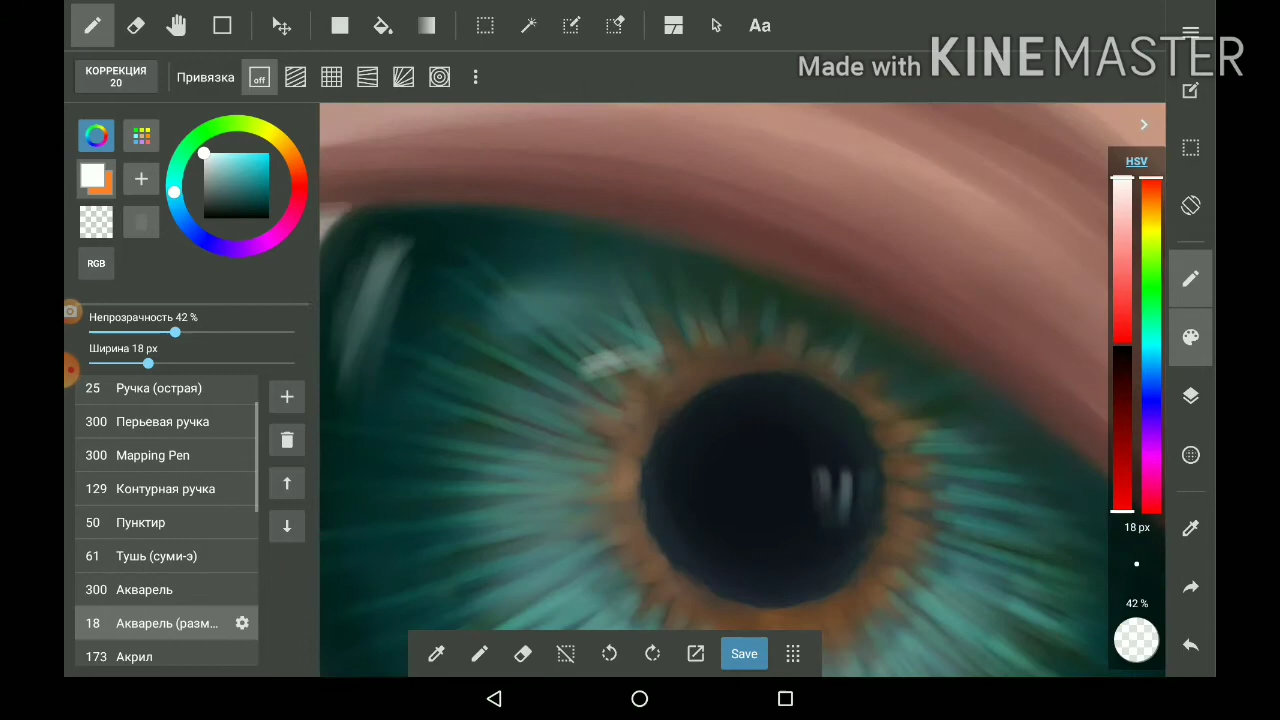 Aa
Made with KINEMASTER
КОРРЕКЦИЯ
20
Привязка
off
HSV
RGB
Непрозрачность 42 %
Ширина 18 px
25 Ручка (острая)
300 Перьевая ручка
300 Mapping Pen
129 Контурная ручка
50 Пунктир
61 Тушь (суми-э)
300 Акварель
18 Акварель (разм...
173 Акрил
18 px
42 %
Save